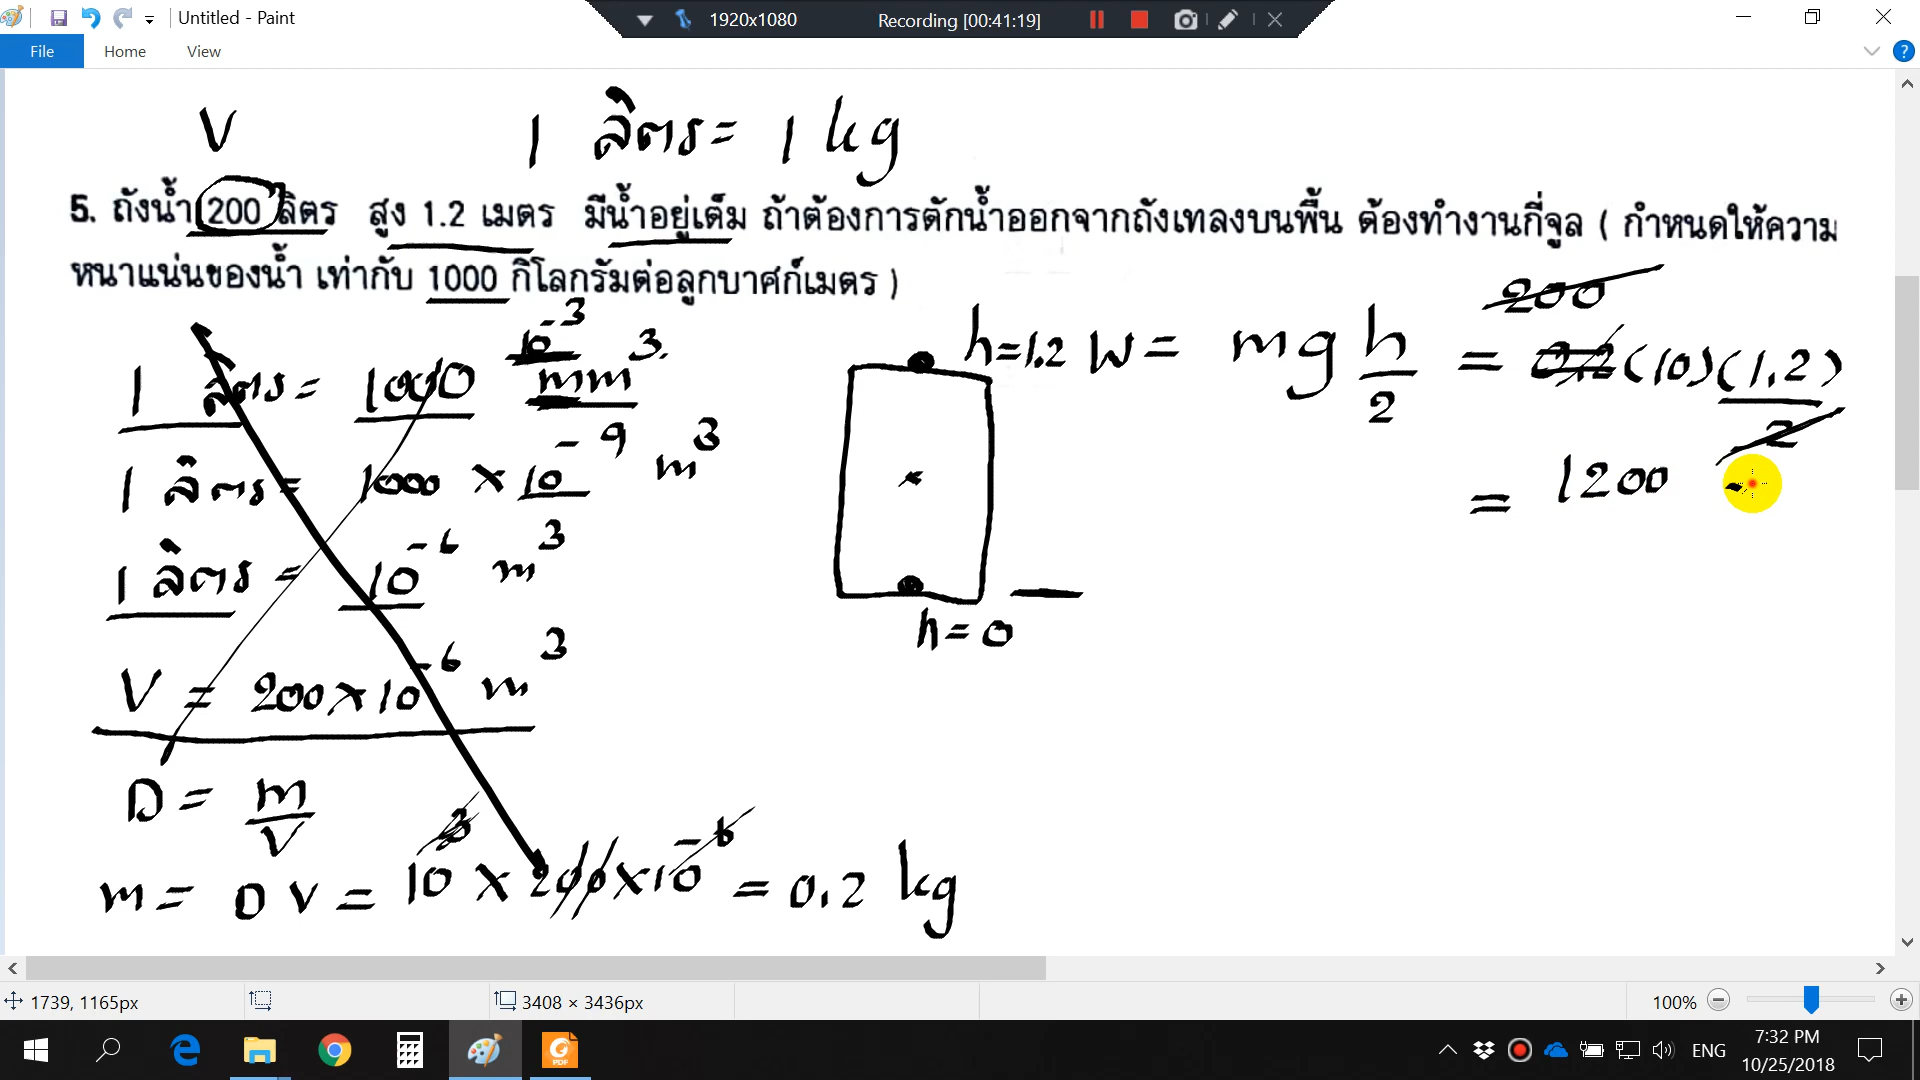 Untitled - Paint
1920x1080
Recording [00:41:19]
File Home View
V 1 ลิตร = 1 kg
5. ถังน้ำ 200 ลิตร สูง 1.2 เมตร มีน้ำอยู่เต็ม ถ้าต้องการตักน้ำออกจากถังเทลงบนพื้น ต้องทำงานกี่จูล ( กำหนดให้ความ
หนาแน่นของน้ำ เท่ากับ 1000 กิโลกรัมต่อลูกบาศก์เมตร )
200
1 ลิตร = 1000 mm³
10⁻³
h=1.2 W = mg h/2 = 0.2 (10) (1.2)/2
1 ลิตร = 1000 × 10⁻⁹ m³
= 1200
1 ลิตร = 10⁻⁶ m³
h = 0
V = 200 × 10⁻⁶ m³
D = m/V
m = D V = 10³ × 200 × 10⁻⁶ = 0.2 kg
1739, 1165px
3408 × 3436px
100%
PDF
ENG
7:32 PM
10/25/2018